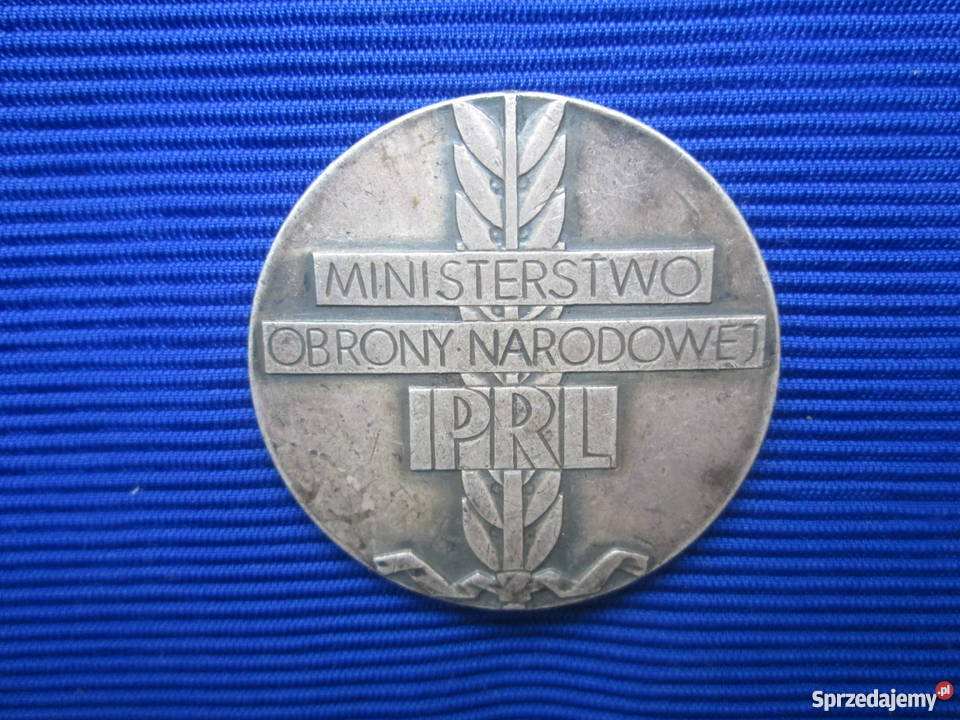 MINISTERSTWO
OBRONY NARODOWEJ
PRL
Sprzedajemy.pl